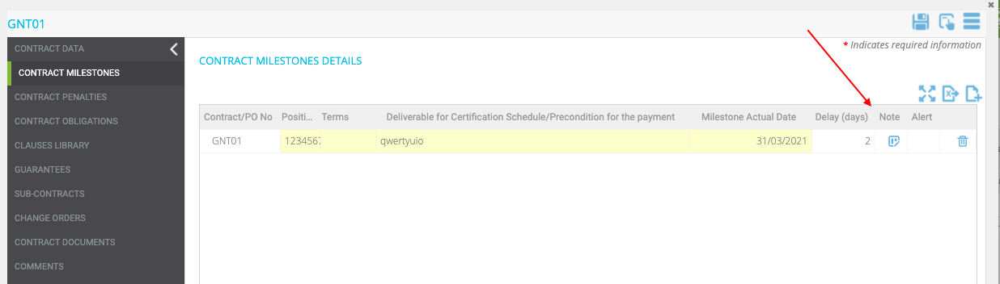 GNT01
* Indicates required information
CONTRACT DATA
CONTRACT MILESTONES
CONTRACT PENALTIES
CONTRACT OBLIGATIONS
CLAUSES LIBRARY
GUARANTEES
SUB-CONTRACTS
CHANGE ORDERS
CONTRACT DOCUMENTS
COMMENTS
CONTRACT MILESTONES DETAILS
Contract/PO No Positi... Terms Deliverable for Certification Schedule/Precondition for the payment Milestone Actual Date Delay (days) Note Alert
GNT01 1234567 qwertyuio 31/03/2021 2